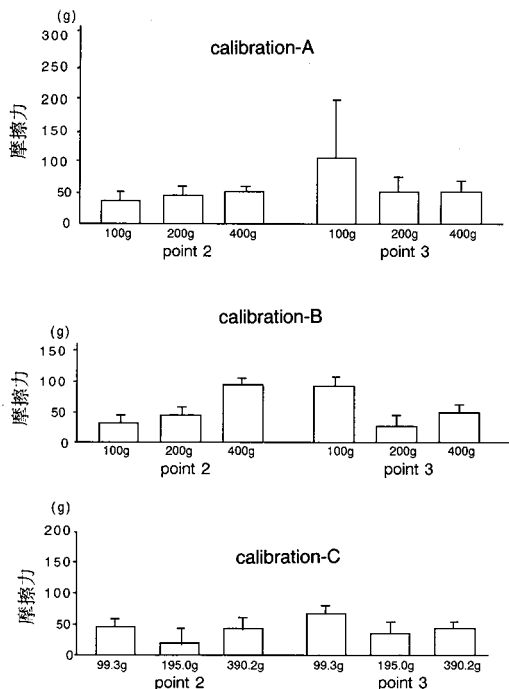 (g)
calibration-A
300
200
150
100
50
0
摩擦力
100g 200g 400g 100g 200g 400g
point 2 point 3
calibration-B
(g)
150
100
50
0
摩擦力
100g 200g 400g 100g 200g 400g
point 2 point 3
(g)
200
150
100
50
0
calibration-C
摩擦力
99.3g 195.0g 390.2g 99.3g 195.0g 390.2g
point 2 point 3